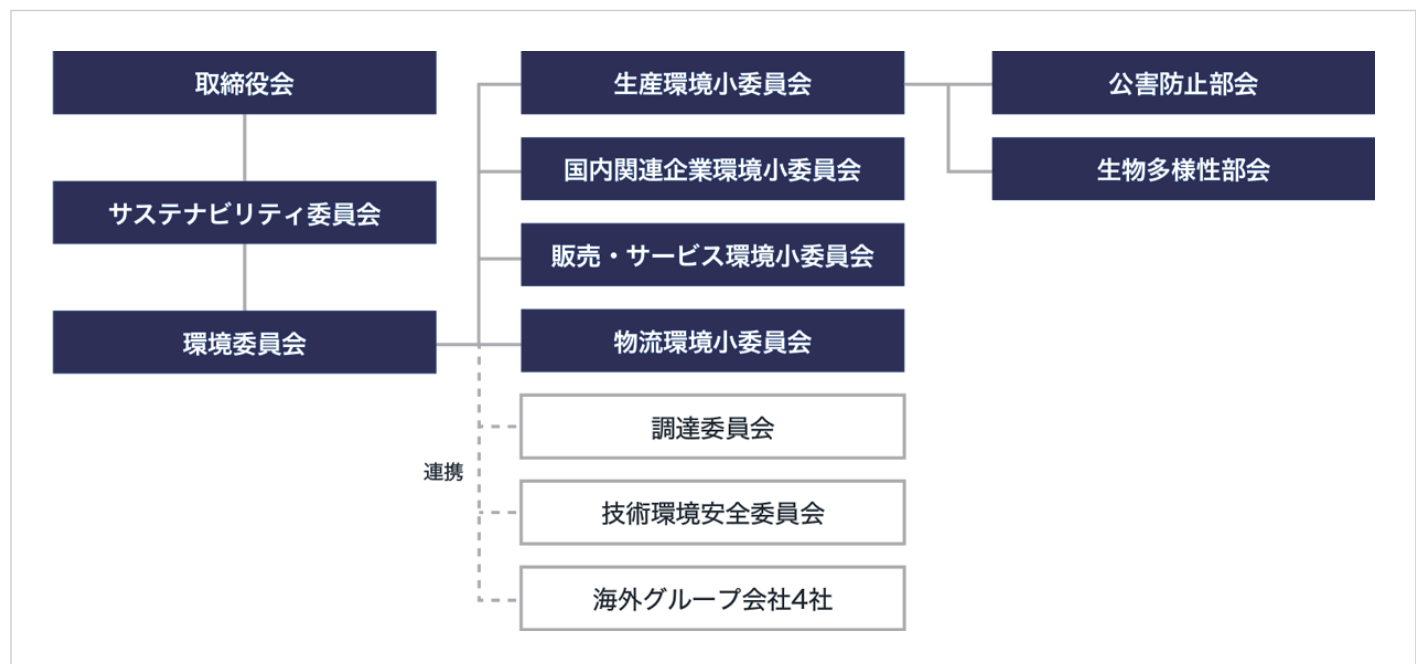 取締役会
サステナビリティ委員会
環境委員会
生産環境小委員会
国内関連企業環境小委員会
販売・サービス環境小委員会
物流環境小委員会
連携
調達委員会
技術環境安全委員会
海外グループ会社4社
公害防止部会
生物多様性部会